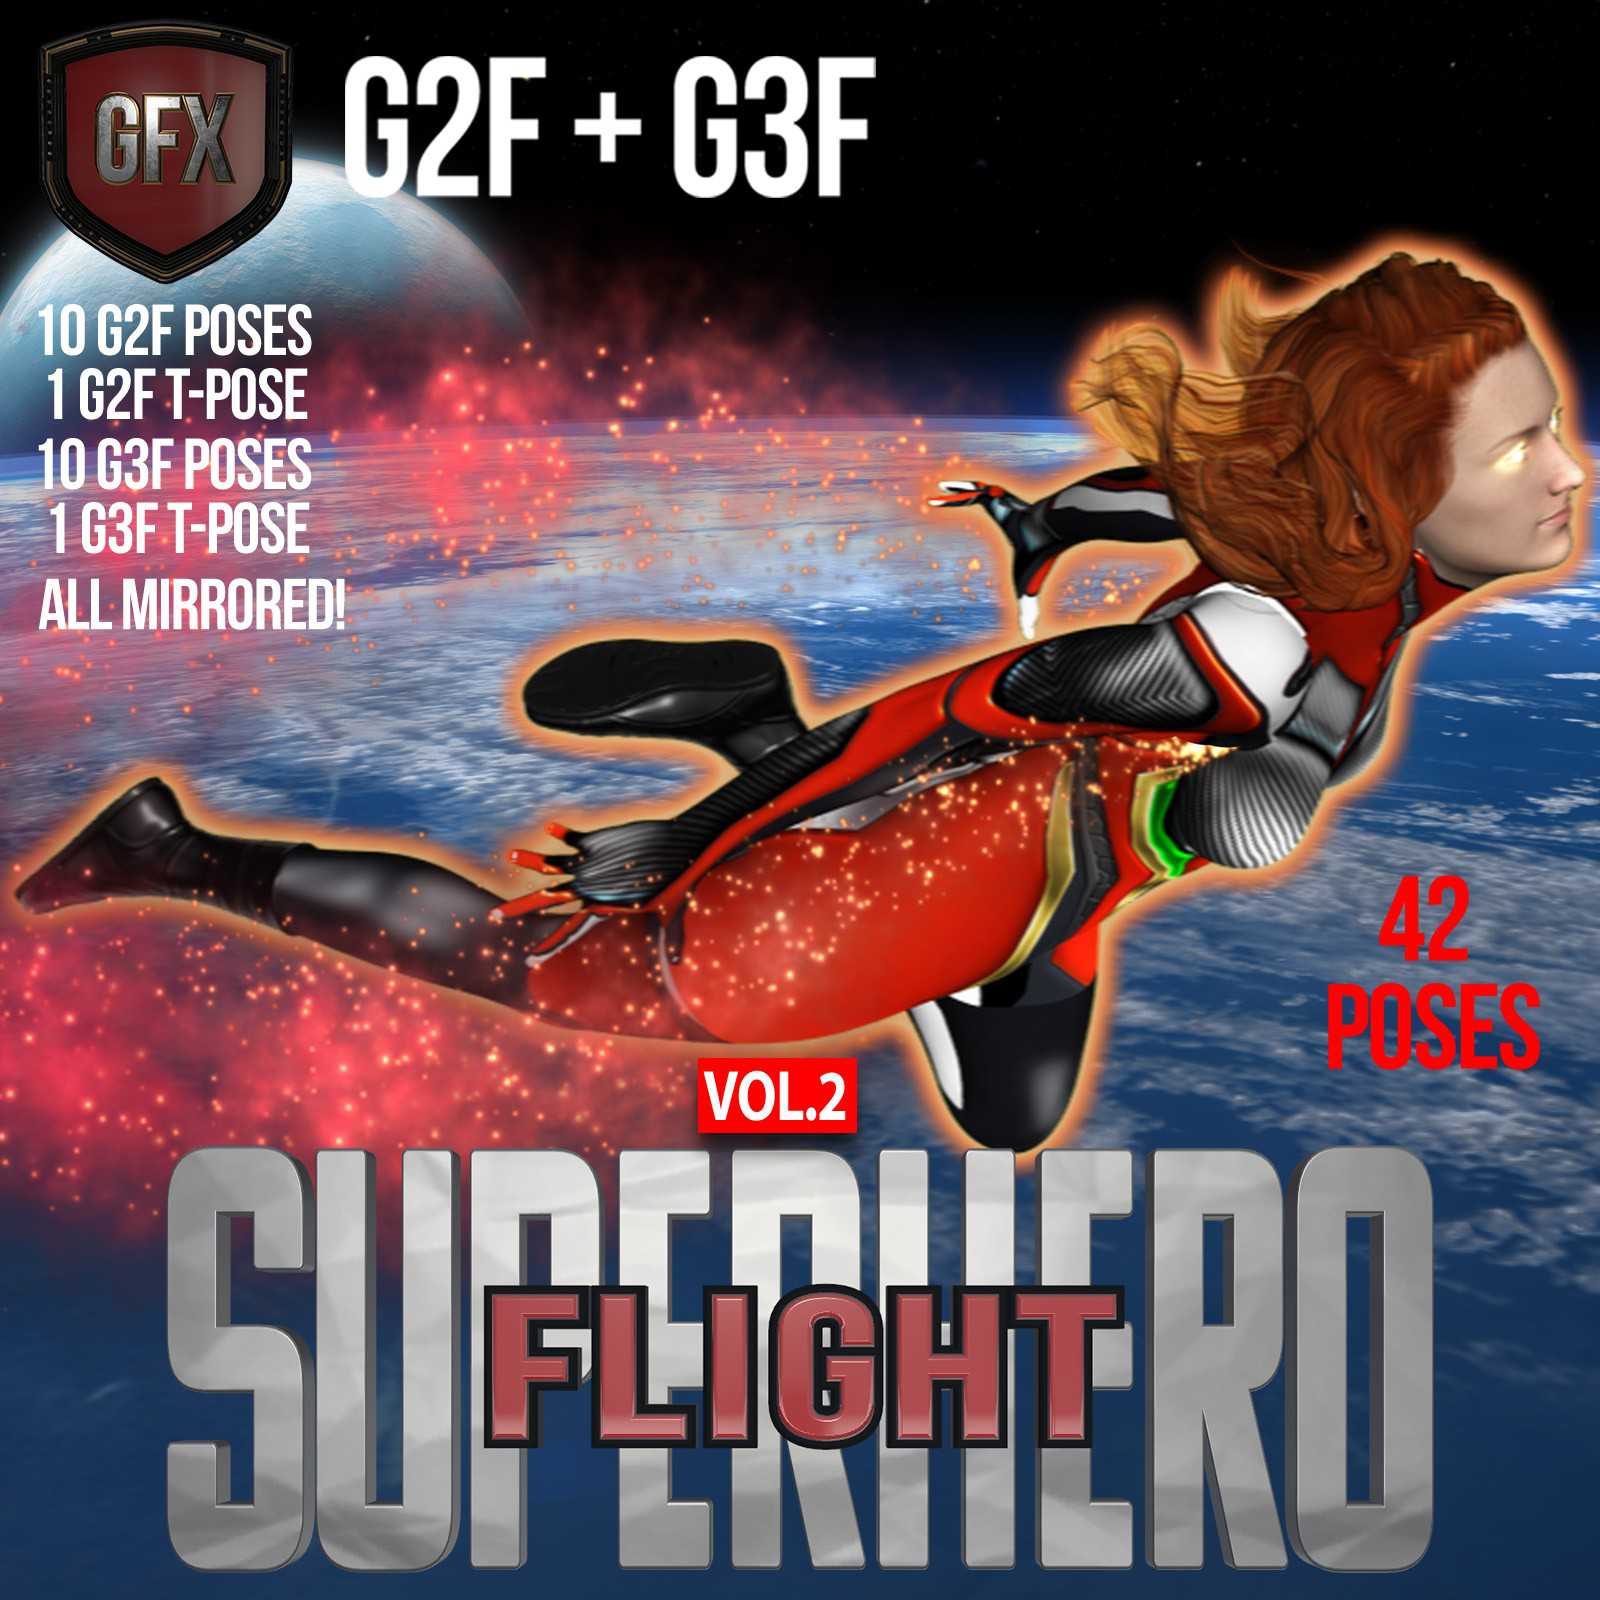 GFX
G2F + G3F
10 G2F POSES
1 G2F T-POSE
10 G3F POSES
1 G3F T-POSE
ALL MIRRORED!
42
POSES
VOL.2
SUPERHERO
FLIGHT